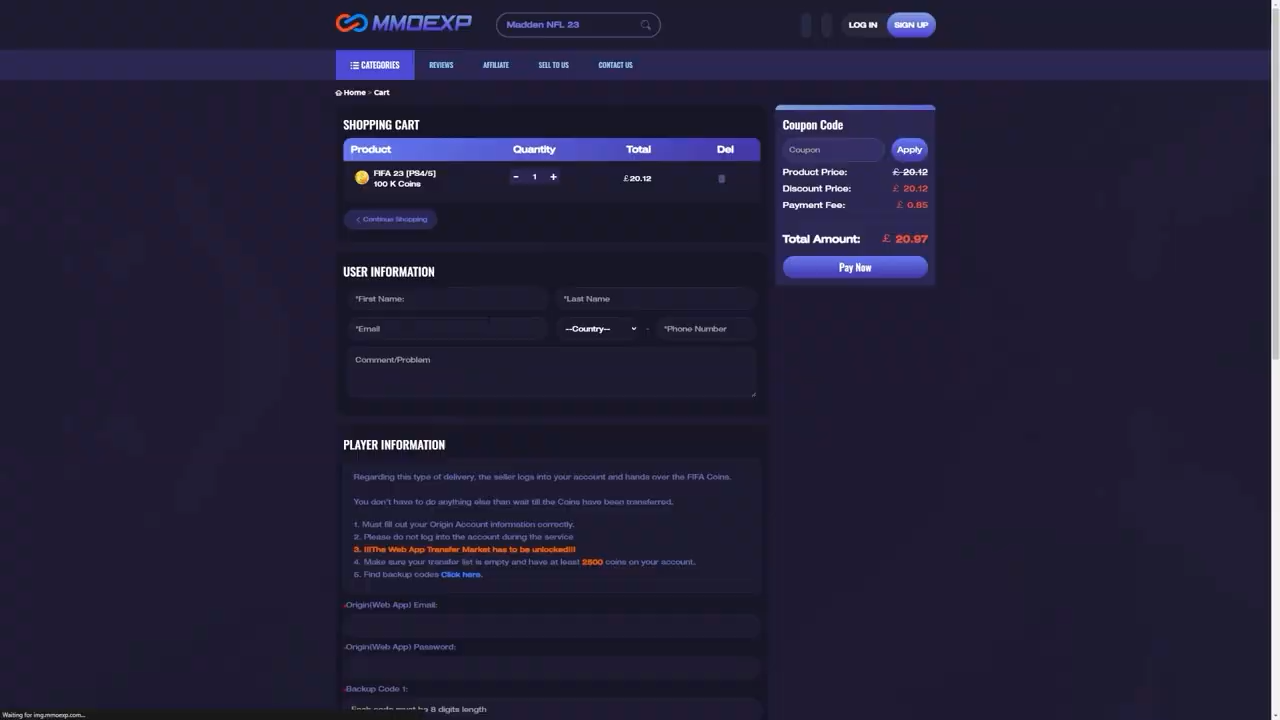 MMOEXP
Madden NFL 23
LOG IN
SIGN UP
CATEGORIES
REVIEWS
AFFILIATE
SELL TO US
CONTACT US
Home > Cart
SHOPPING CART
Product Quantity Total Del
FIFA 23 [PS4/5]
100 K Coins
- 1 +
£20.12
< Continue Shopping
Coupon Code
Coupon
Apply
Product Price: £ 20.12
Discount Price: £ 20.12
Payment Fee: £ 0.85
Total Amount: £ 20.97
Pay Now
USER INFORMATION
*First Name:
*Last Name
*Email
--Country--
-
*Phone Number
Comment/Problem
PLAYER INFORMATION
Regarding this type of delivery, the seller logs into your account and hands over the FIFA Coins.
You don't have to do anything else than wait till the Coins have been transferred.
1. Must fill out your Origin Account information correctly.
2. Please do not log into the account during the service
3. !!!The Web App Transfer Market has to be unlocked!!!
4. Make sure your transfer list is empty and have at least 2500 coins on your account.
5. Find backup codes Click here.
*Origin(Web App) Email:
*Origin(Web App) Password:
*Backup Code 1:
Each code must be 8 digits length
Waiting for img.mmoexp.com...